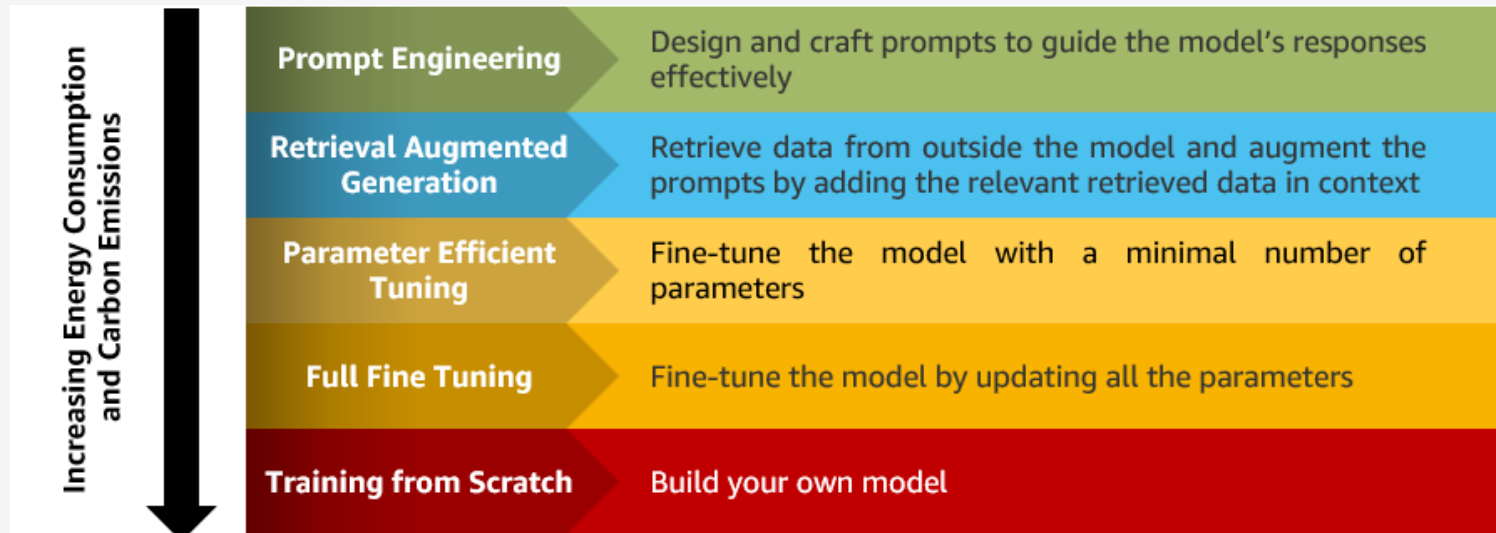 Increasing Energy Consumption
and Carbon Emissions
Prompt Engineering
Design and craft prompts to guide the model’s responses
effectively
Retrieval Augmented
Generation
Retrieve data from outside the model and augment the
prompts by adding the relevant retrieved data in context
Parameter Efficient
Tuning
Fine-tune the model with a minimal number of
parameters
Full Fine Tuning
Fine-tune the model by updating all the parameters
Training from Scratch
Build your own model